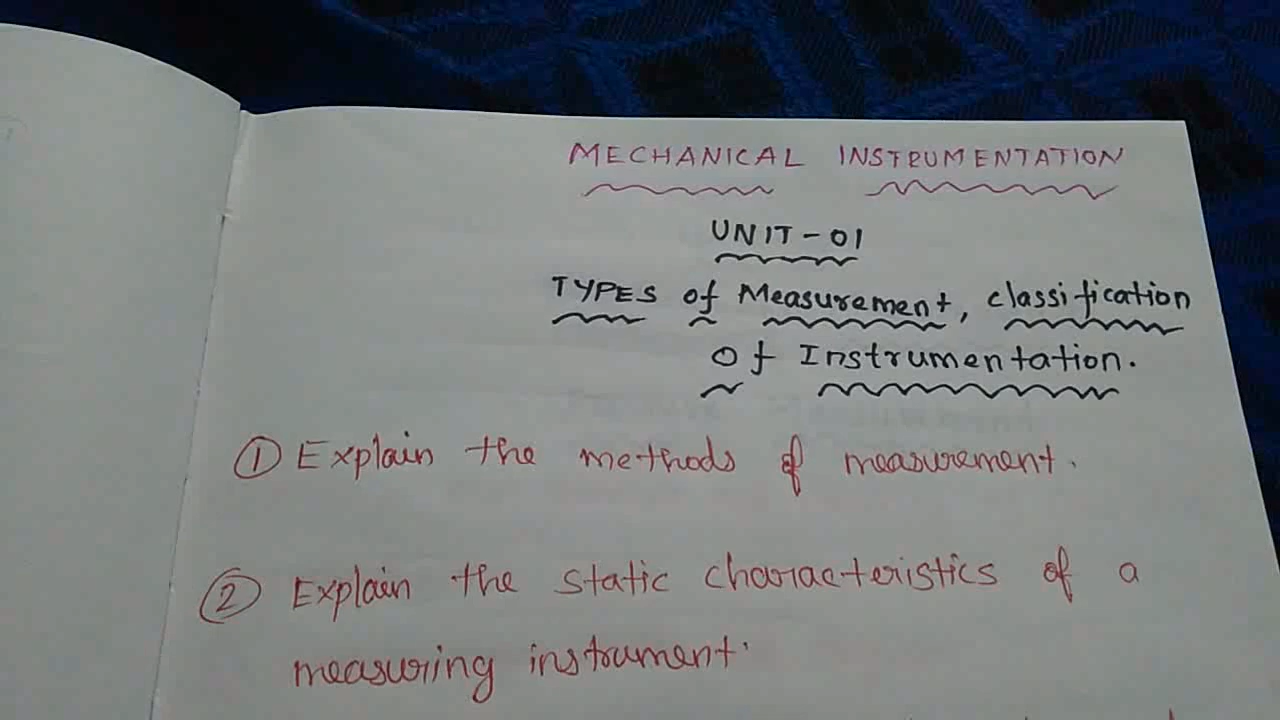 MECHANICAL INSTRUMENTATION
UNIT-01
TYPES of Measurement, classification
Of Instrumentation.
① Explain the methods of measurement.
② Explain the static characteristics of a
measuring instrument.